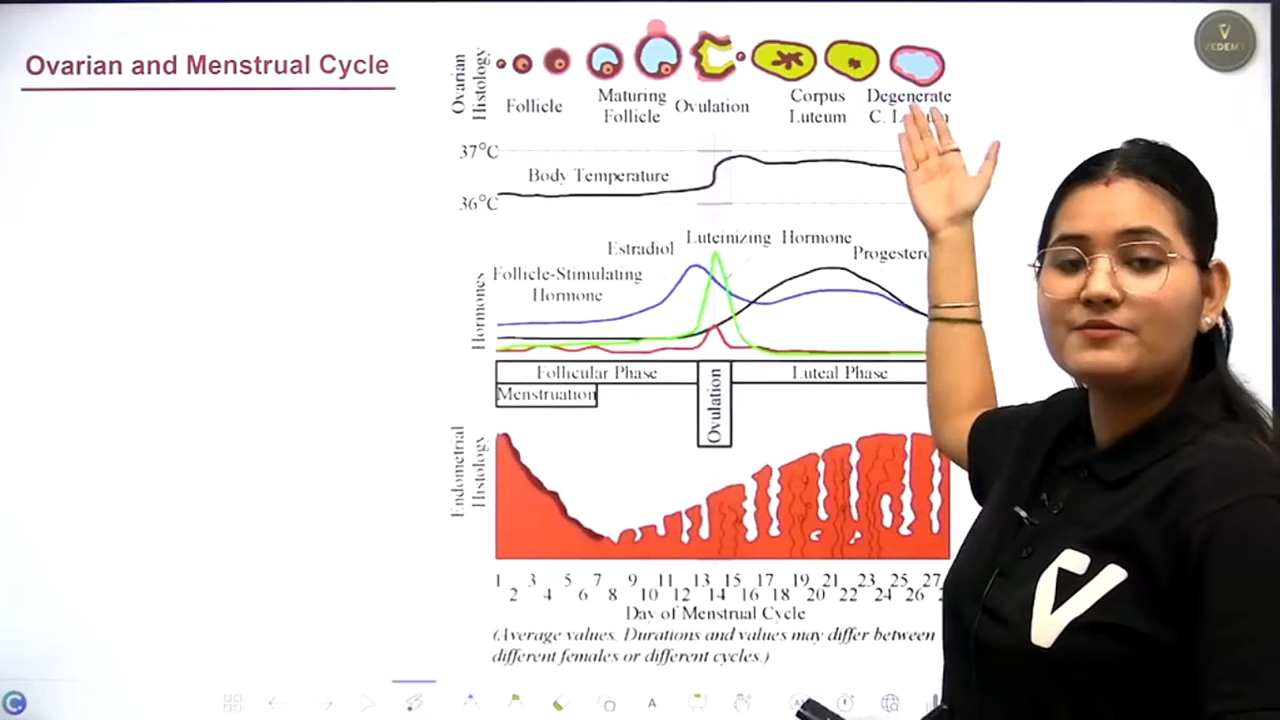 Ovarian and Menstrual Cycle
VEDEMY
Ovarian
Histology
Follicle
Maturing
Follicle
Ovulation
Corpus
Luteum
Degenerate
C.
37°C
Body Temperature
36°C
Hormones
Estradiol
Luteinizing Hormone
Follicle-Stimulating
Hormone
Follicular Phase
Luteal Phase
Menstruation
Ovulation
Endometrial
Histology
1 3 5 7 9 11 13 15 17 19 21 23 25 27
2 4 6 8 10 12 14 16 18 20 22 24 26
Day of Menstrual Cycle
(Average values. Durations and values may differ between
different females or different cycles.)
A